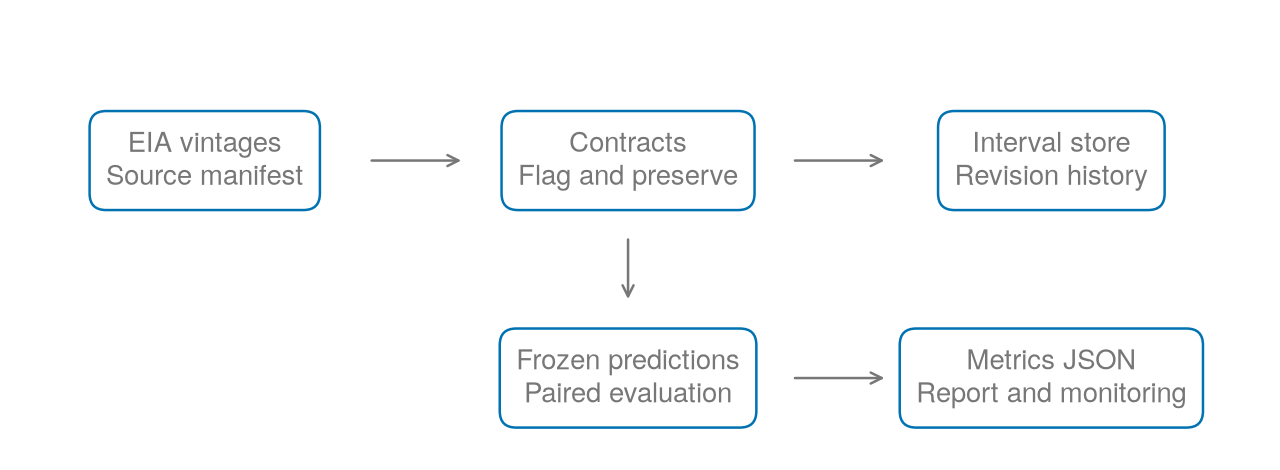 EIA vintages
Source manifest
Contracts
Flag and preserve
Interval store
Revision history
Frozen predictions
Paired evaluation
Metrics JSON
Report and monitoring